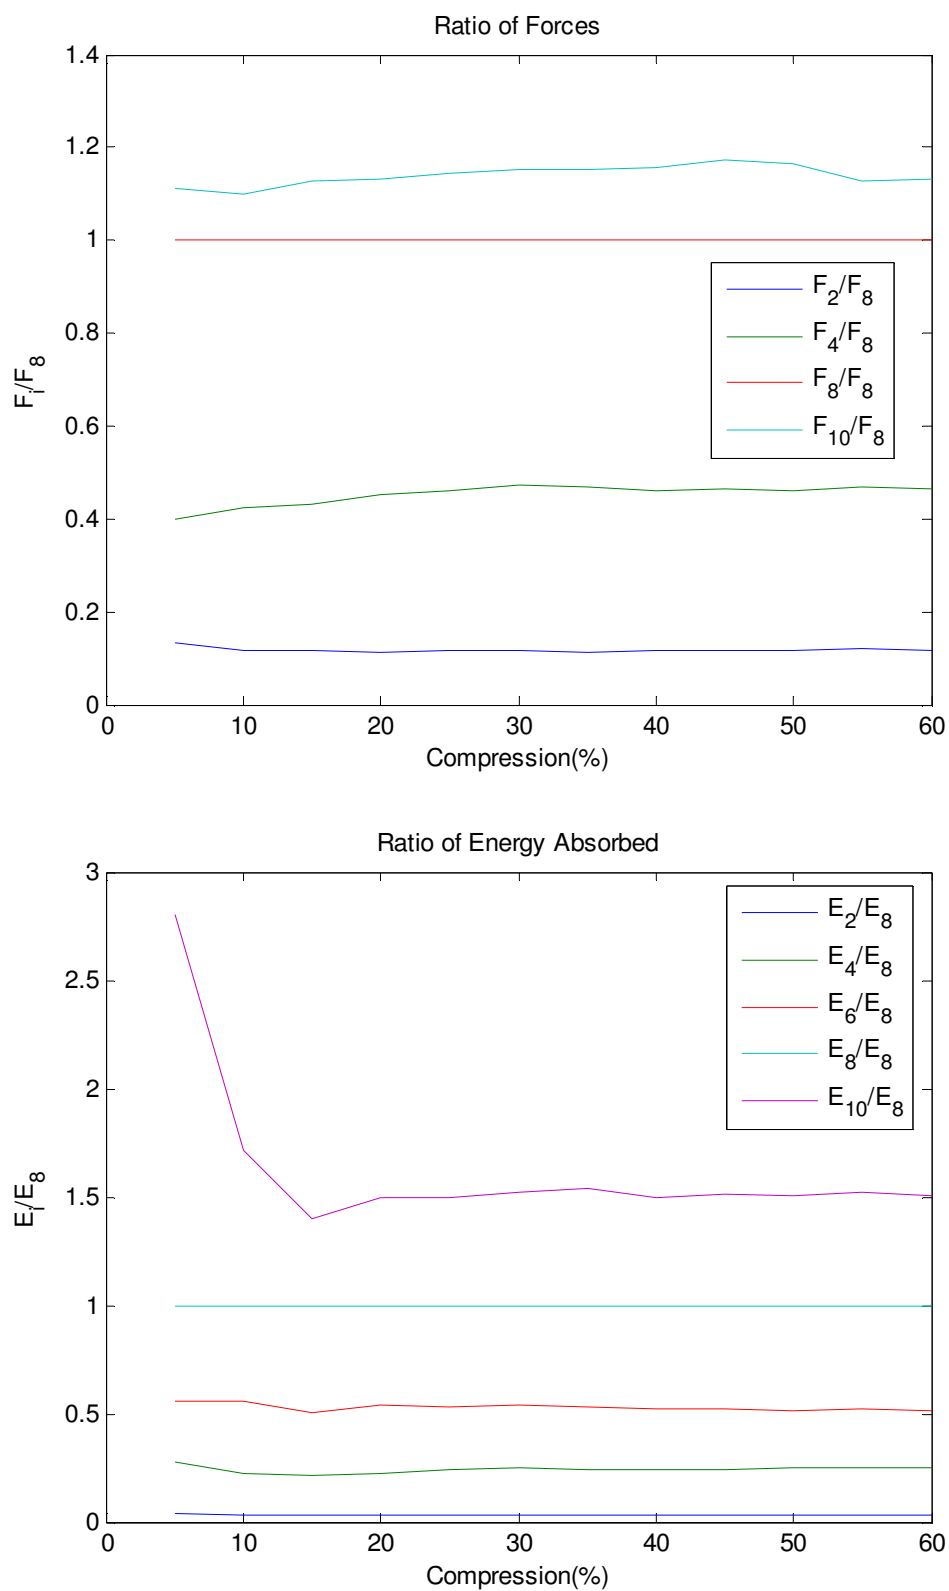 Ratio of Forces
1.4
1.2
1
0.8
0.6
0.4
0.2
0
F_i/F_8
F_2/F_8
F_4/F_8
F_8/F_8
F_10/F_8
0 10 20 30 40 50 60
Compression(%)
Ratio of Energy Absorbed
3
2.5
2
1.5
1
0.5
0
E_i/E_8
E_2/E_8
E_4/E_8
E_6/E_8
E_8/E_8
E_10/E_8
0 10 20 30 40 50 60
Compression(%)